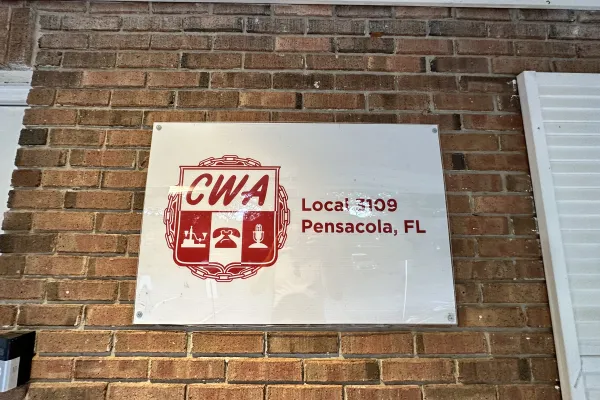 CWA
Local 3109
Pensacola, FL